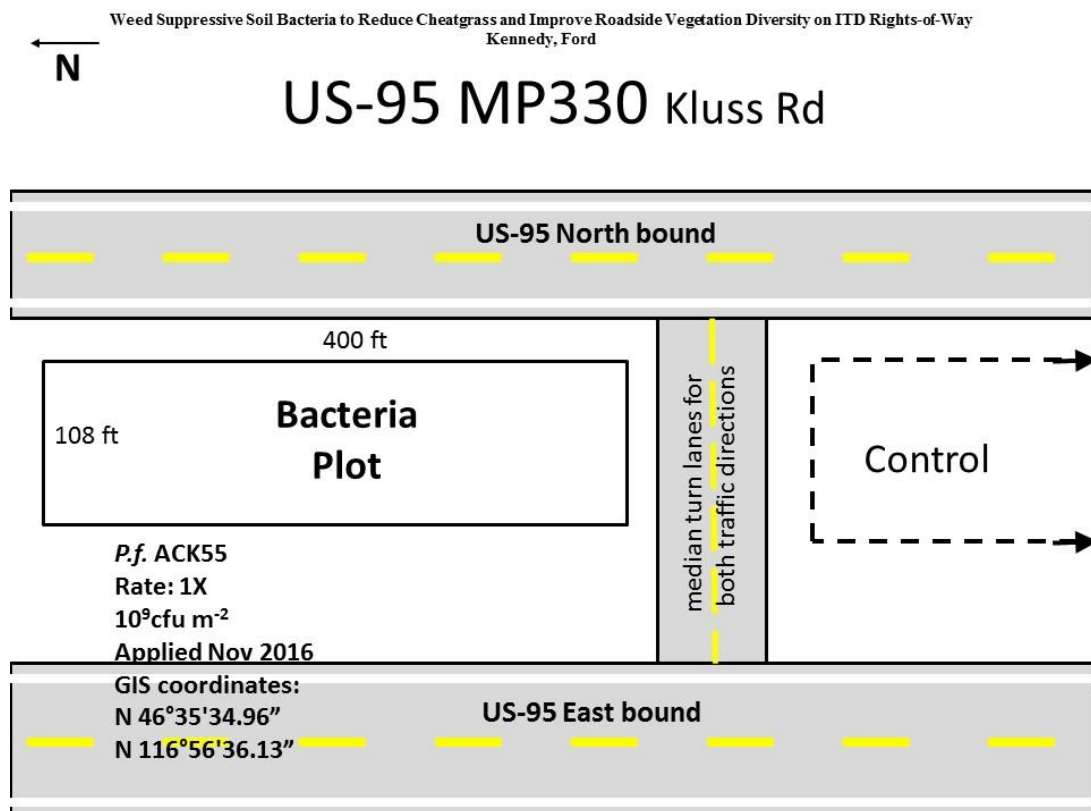 Weed Suppressive Soil Bacteria to Reduce Cheatgrass and Improve Roadside Vegetation Diversity on ITD Rights-of-Way
Kennedy, Ford
N
US-95 MP330 Kluss Rd
US-95 North bound
400 ft
108 ft
Bacteria
Plot
median turn lanes for
both traffic directions
Control
P.f. ACK55
Rate: 1X
10⁹cfu m⁻²
Applied Nov 2016
GIS coordinates:
N 46°35'34.96”
N 116°56'36.13”
US-95 East bound